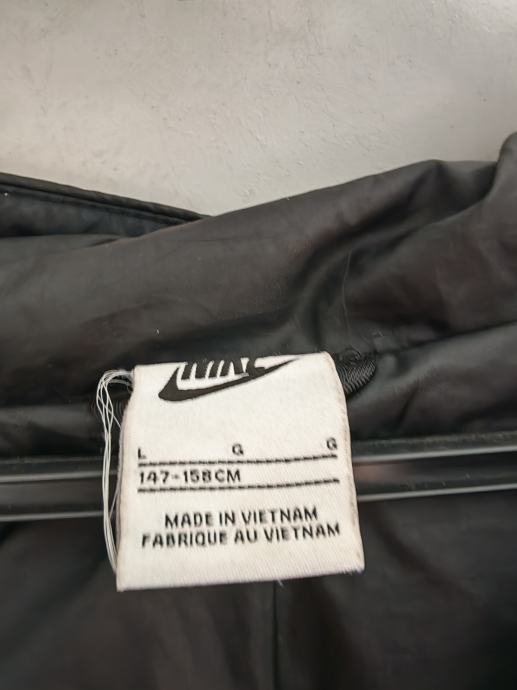 NIKE
L G G
147-158CM
MADE IN VIETNAM
FABRIQUE AU VIETNAM